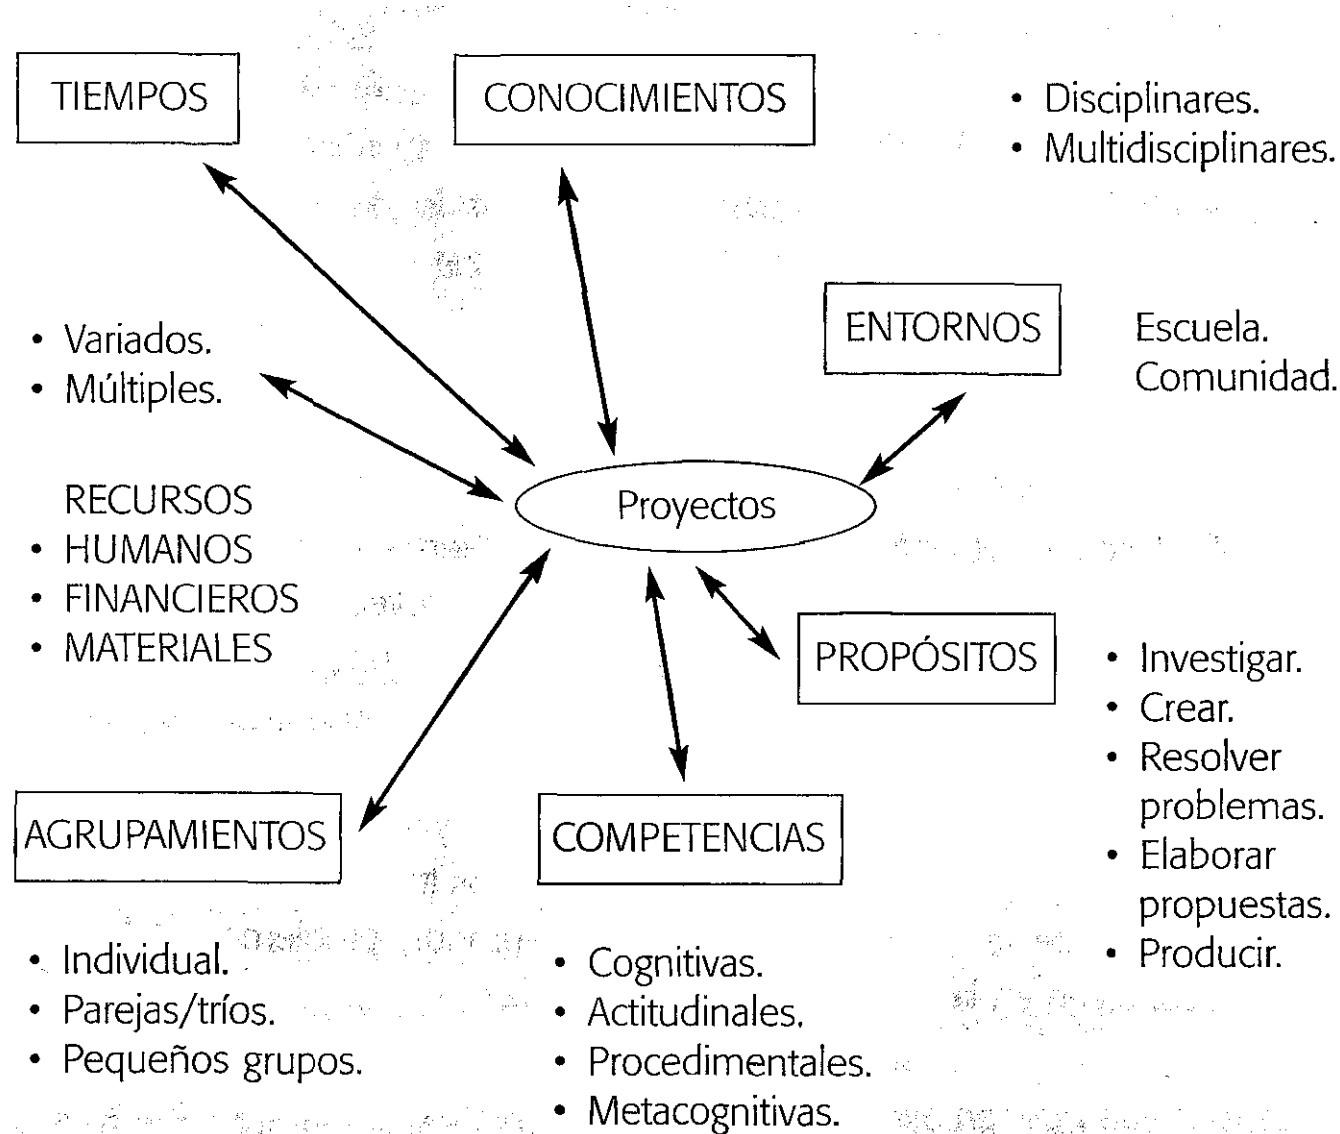 TIEMPOS
CONOCIMIENTOS
• Disciplinares.
• Multidisciplinares.
ENTORNOS
Escuela.
Comunidad.
• Variados.
• Múltiples.
Proyectos
RECURSOS
• HUMANOS
• FINANCIEROS
• MATERIALES
PROPÓSITOS
• Investigar.
• Crear.
• Resolver
problemas.
• Elaborar
propuestas.
• Producir.
AGRUPAMIENTOS
• Individual.
• Parejas/tríos.
• Pequeños grupos.
COMPETENCIAS
• Cognitivas.
• Actitudinales.
• Procedimentales.
• Metacognitivas.